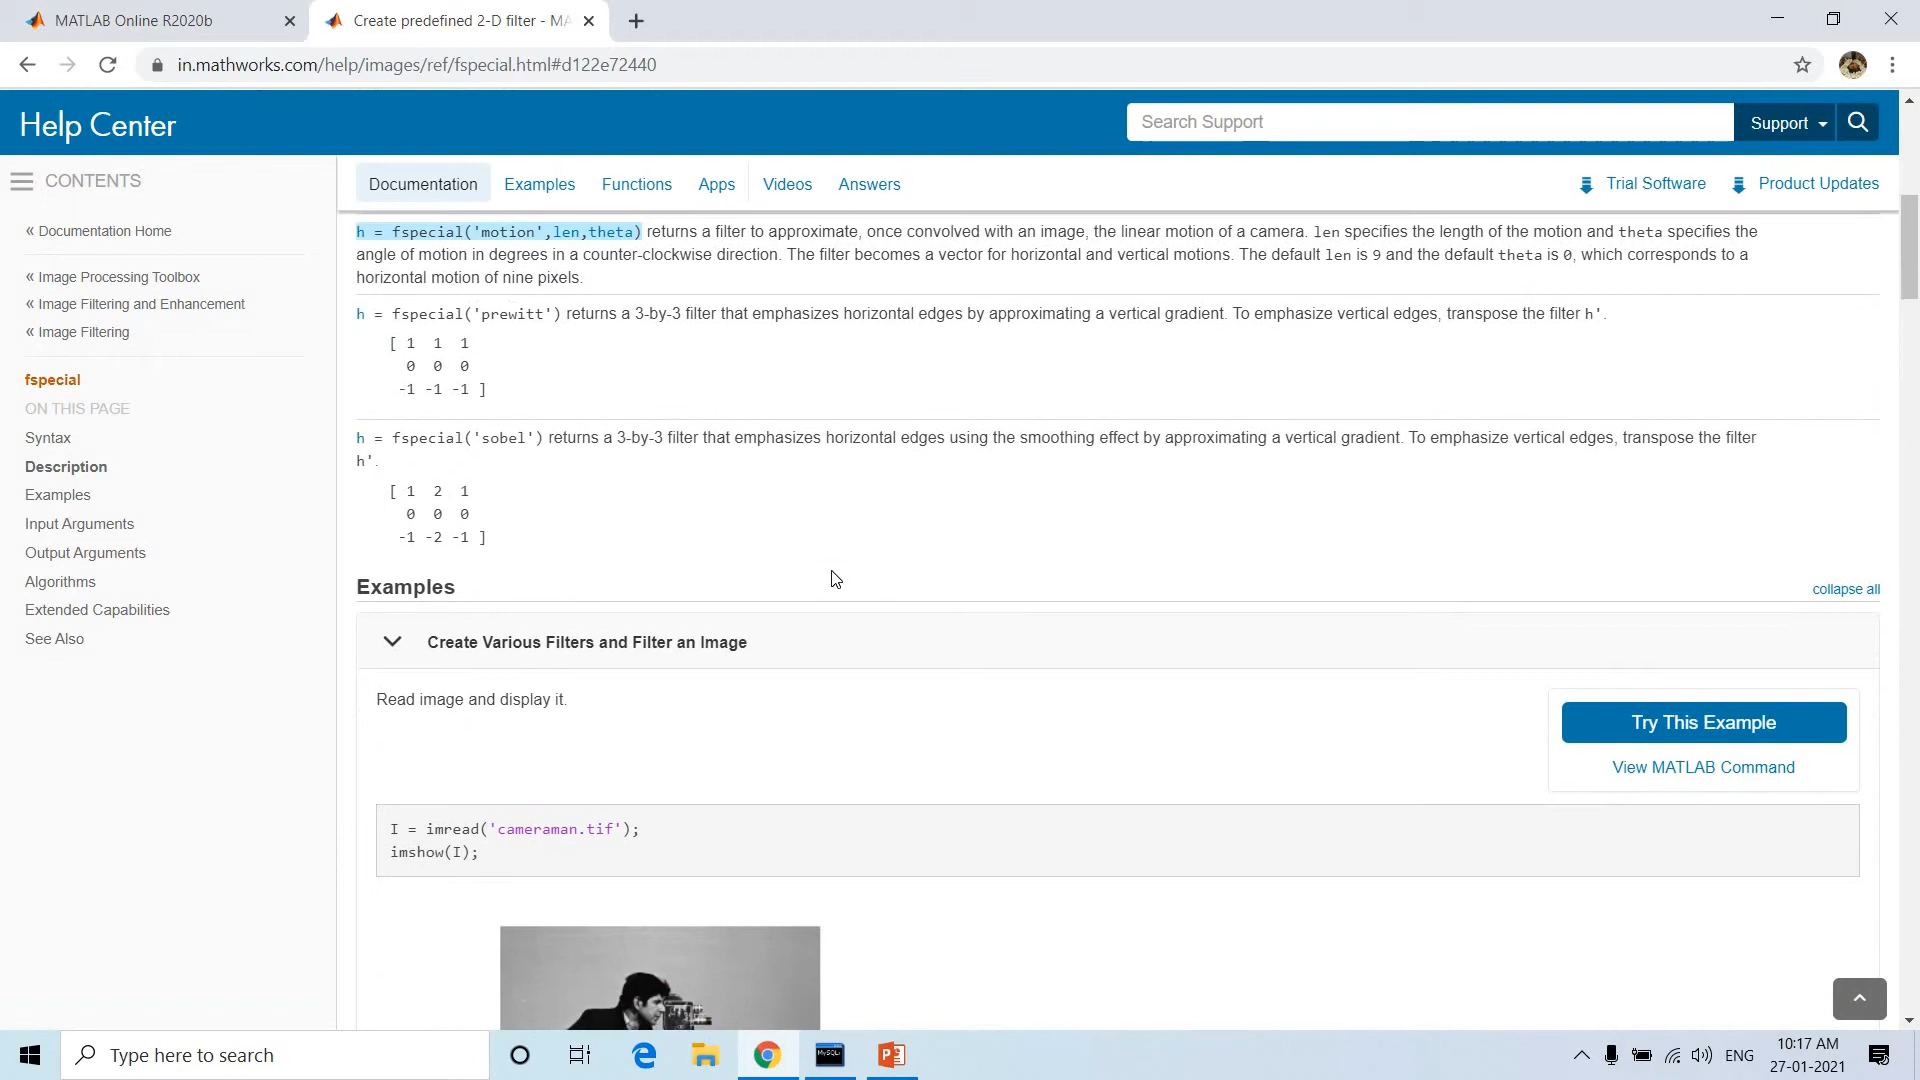 MATLAB Online R2020b
Create predefined 2-D filter - MA
in.mathworks.com/help/images/ref/fspecial.html#d122e72440
Help Center
Search Support
Support
CONTENTS
Documentation
Examples
Functions
Apps
Videos
Answers
Trial Software
Product Updates
« Documentation Home
« Image Processing Toolbox
« Image Filtering and Enhancement
« Image Filtering
fspecial
ON THIS PAGE
Syntax
Description
Examples
Input Arguments
Output Arguments
Algorithms
Extended Capabilities
See Also
h = fspecial('motion',len,theta) returns a filter to approximate, once convolved with an image, the linear motion of a camera. len specifies the length of the motion and theta specifies the
angle of motion in degrees in a counter-clockwise direction. The filter becomes a vector for horizontal and vertical motions. The default len is 9 and the default theta is 0, which corresponds to a
horizontal motion of nine pixels.
h = fspecial('prewitt') returns a 3-by-3 filter that emphasizes horizontal edges by approximating a vertical gradient. To emphasize vertical edges, transpose the filter h'.
[ 1 1 1
0 0 0
-1 -1 -1 ]
h = fspecial('sobel') returns a 3-by-3 filter that emphasizes horizontal edges using the smoothing effect by approximating a vertical gradient. To emphasize vertical edges, transpose the filter
h'.
[ 1 2 1
0 0 0
-1 -2 -1 ]
Examples
collapse all
Create Various Filters and Filter an Image
Read image and display it.
Try This Example
View MATLAB Command
I = imread('cameraman.tif');
imshow(I);
Type here to search
ENG
10:17 AM
27-01-2021